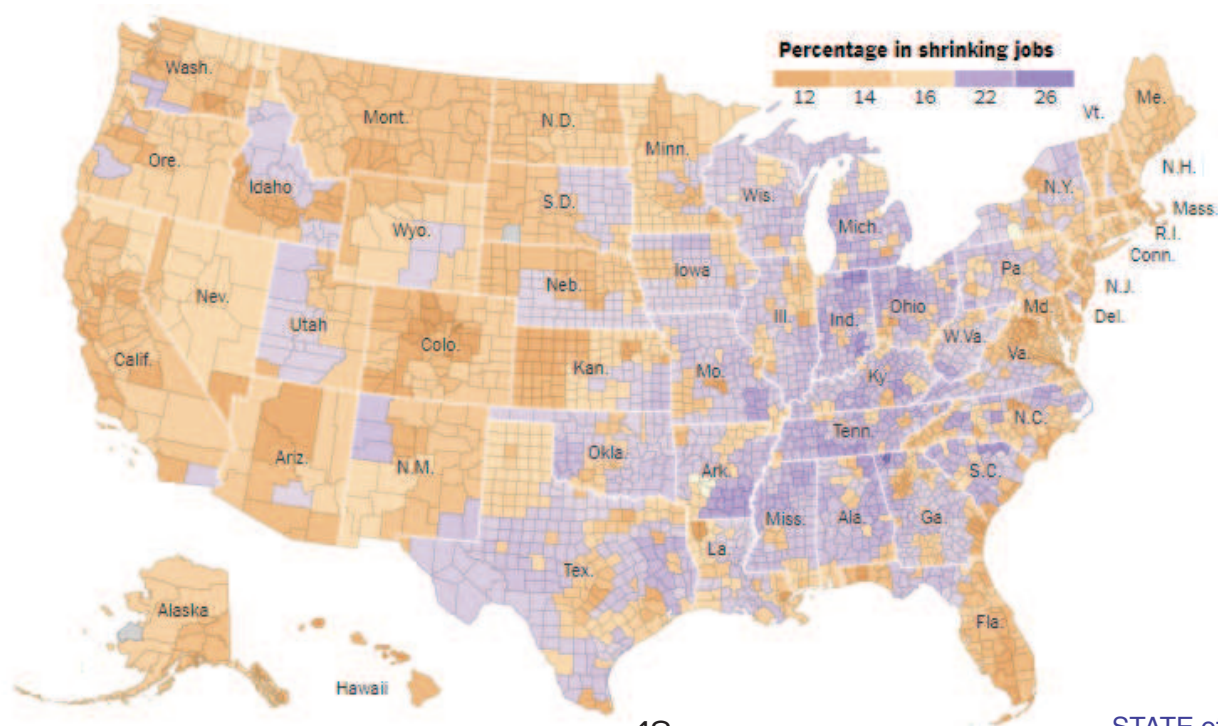 Percentage in shrinking jobs
12 14 16 22 26
Wash.
Mont.
N.D.
Minn.
Vt.
Me.
Ore.
Idaho
S.D.
Wis.
Mich.
N.Y.
N.H.
Mass.
R.I.
Conn.
Wyo.
Nev.
Utah
Neb.
Iowa
Ill.
Ind.
Ohio
Pa.
N.J.
Del.
Md.
W.Va.
Va.
Calif.
Colo.
Kan.
Mo.
Ky.
Ariz.
N.M.
Okla.
Ark.
Tenn.
N.C.
S.C.
Tex.
La.
Miss.
Ala.
Ga.
Fla.
Alaska
Hawaii
STATE